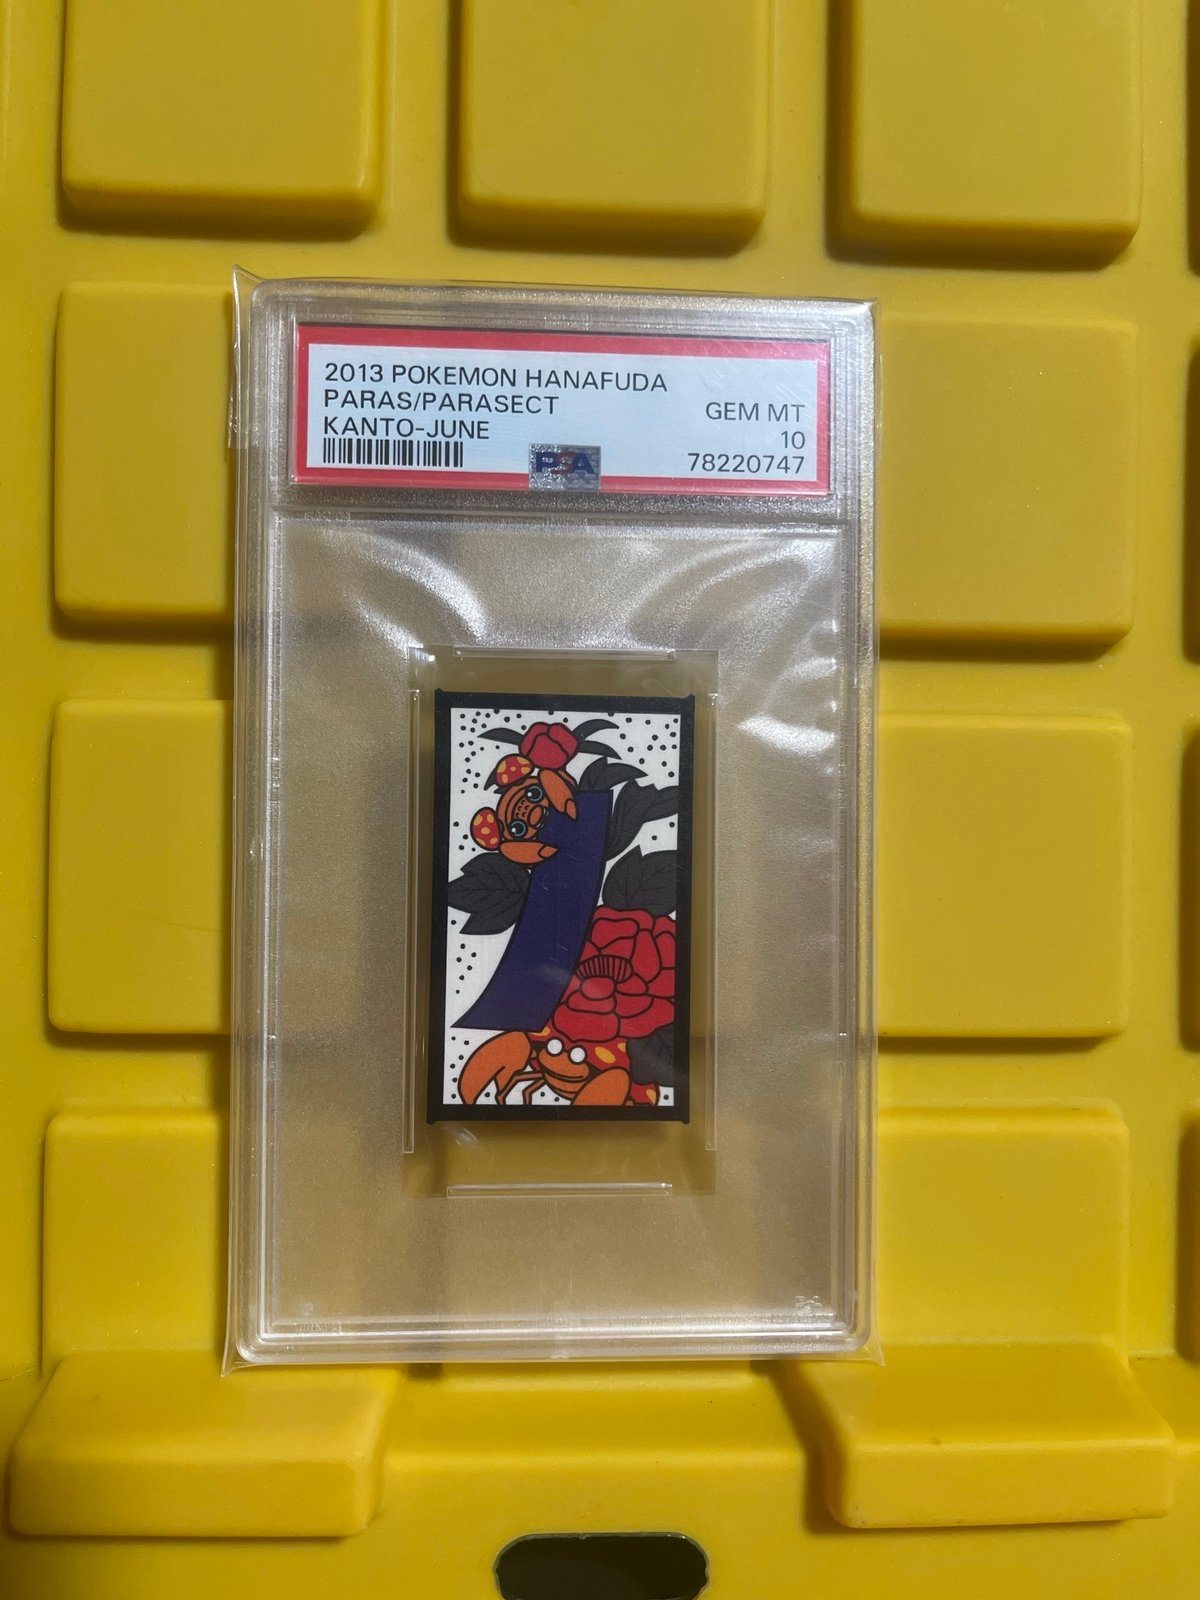 2013 POKEMON HANAFUDA
PARAS/PARASECT
GEM MT
KANTO-JUNE
10
PSA
78220747